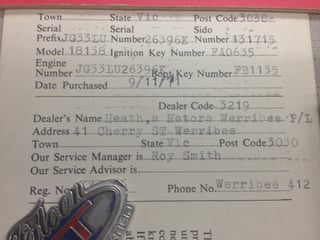 Town State Vic Post Code 3030
Serial Serial Sido
Prefix JG33LU Number 26396K Number 131715
Model 18138 Ignition Key Number FA0635
Engine
Number JG33LU26396K Boot Key Number FB1135
Date Purchased 9/11/71
Dealer Code 3219
Dealer's Name Heath,s Motors Werribee P/L
Address 41 Cherry ST Werribee
Town State Vic 3030
Our Service Manager is Roy Smith
Our Service Advisor is
Reg. No. Phone No. Werribee 412
Falcon